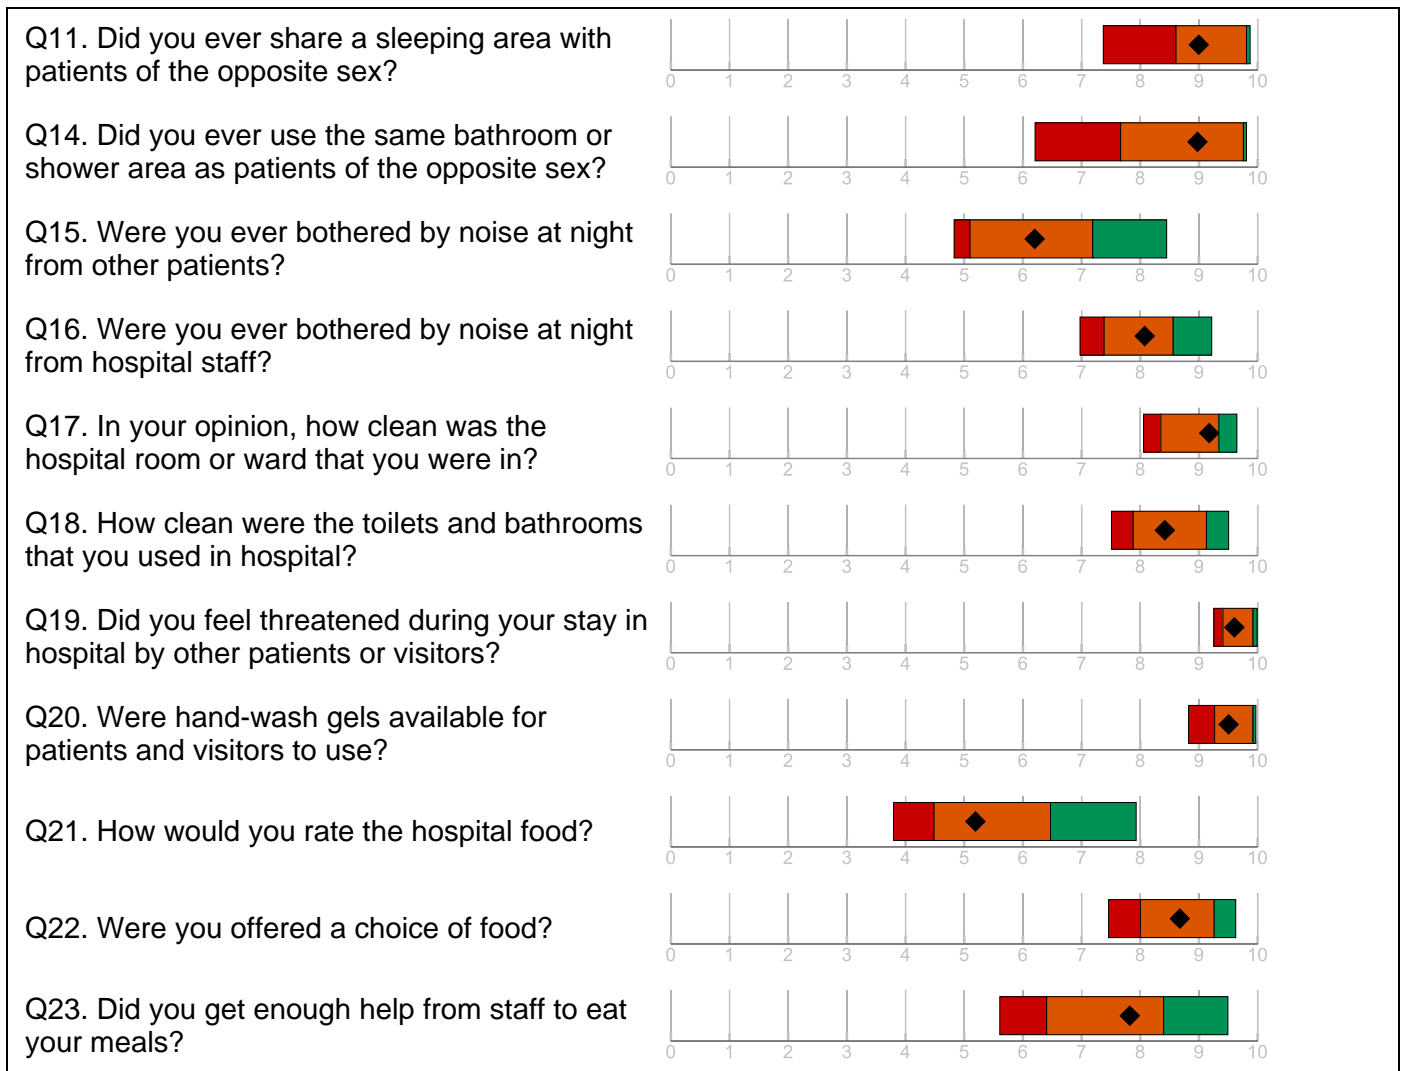 Q11. Did you ever share a sleeping area with
patients of the opposite sex?
0 1 2 3 4 5 6 7 8 9 10
Q14. Did you ever use the same bathroom or
shower area as patients of the opposite sex?
0 1 2 3 4 5 6 7 8 9 10
Q15. Were you ever bothered by noise at night
from other patients?
0 1 2 3 4 5 6 7 8 9 10
Q16. Were you ever bothered by noise at night
from hospital staff?
0 1 2 3 4 5 6 7 8 9 10
Q17. In your opinion, how clean was the
hospital room or ward that you were in?
0 1 2 3 4 5 6 7 8 9 10
Q18. How clean were the toilets and bathrooms
that you used in hospital?
0 1 2 3 4 5 6 7 8 9 10
Q19. Did you feel threatened during your stay in
hospital by other patients or visitors?
0 1 2 3 4 5 6 7 8 9 10
Q20. Were hand-wash gels available for
patients and visitors to use?
0 1 2 3 4 5 6 7 8 9 10
Q21. How would you rate the hospital food?
0 1 2 3 4 5 6 7 8 9 10
Q22. Were you offered a choice of food?
0 1 2 3 4 5 6 7 8 9 10
Q23. Did you get enough help from staff to eat
your meals?
0 1 2 3 4 5 6 7 8 9 10